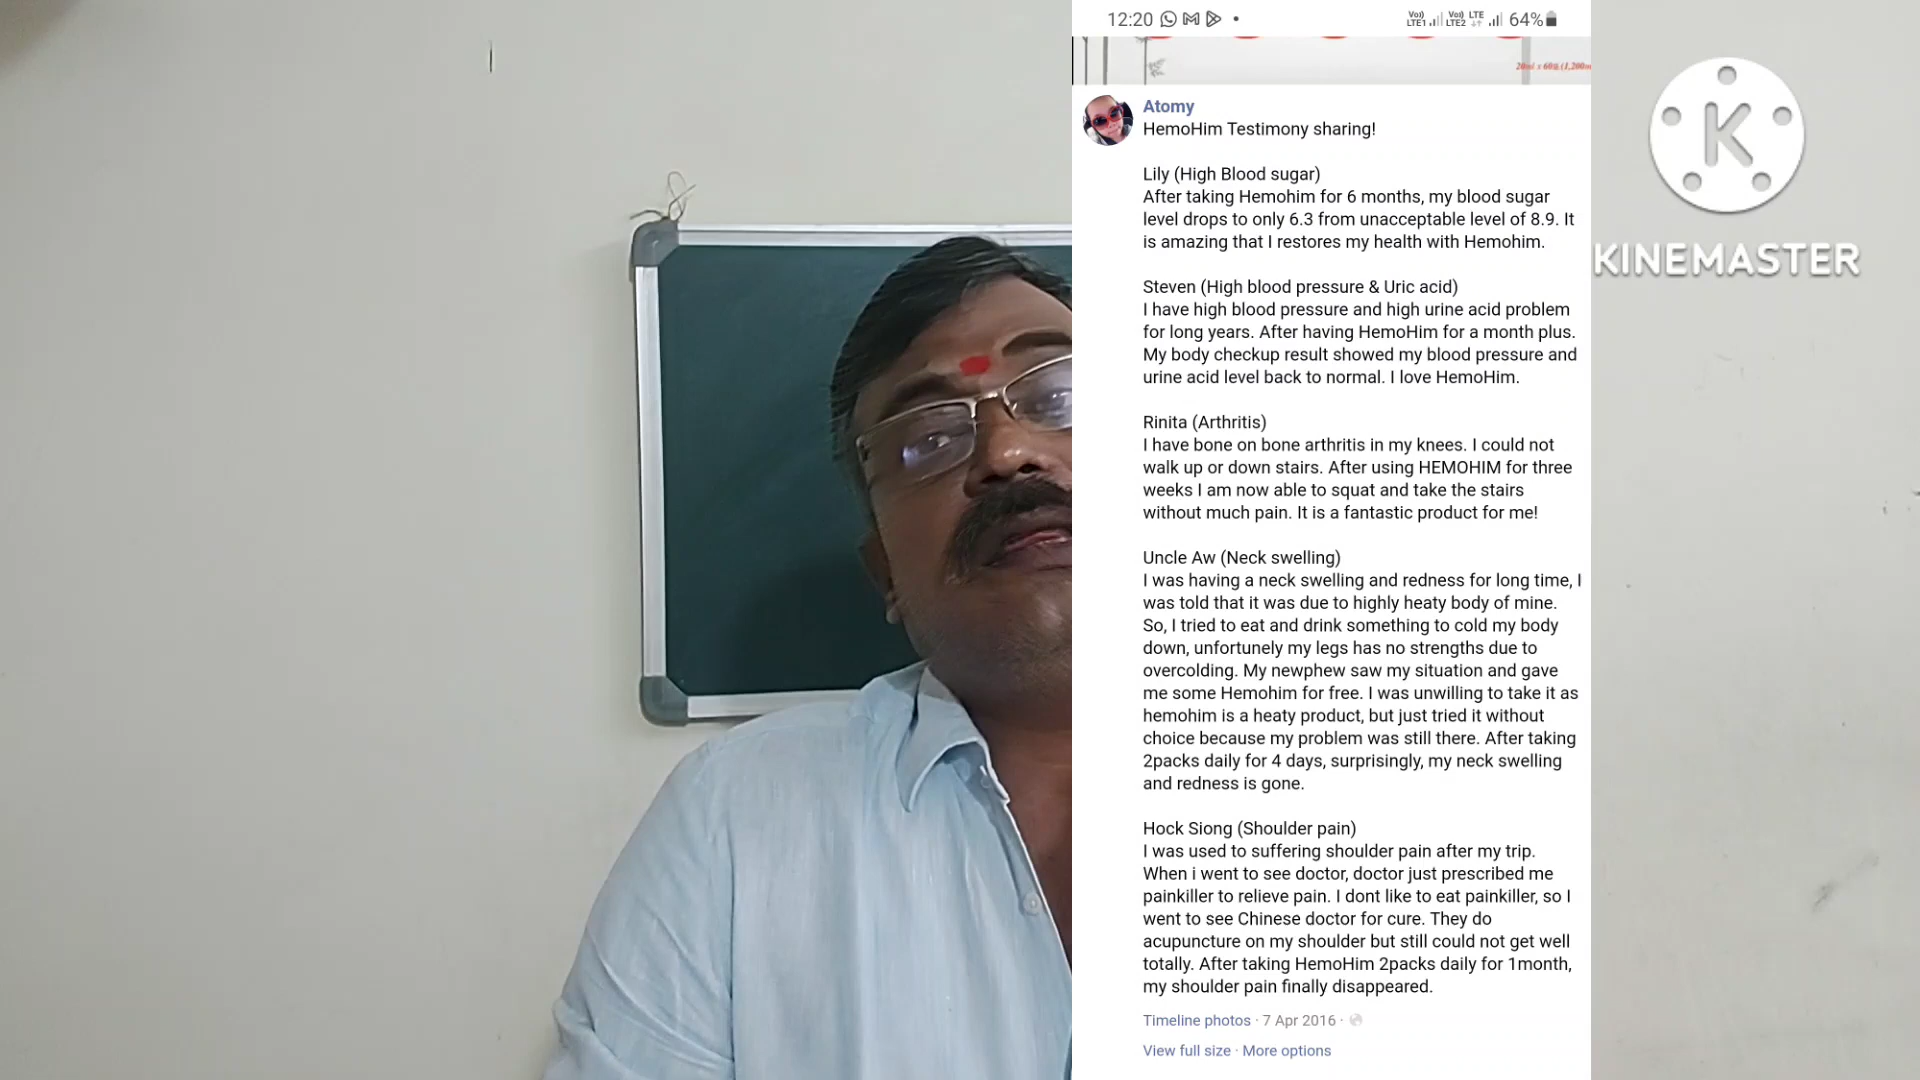 12:20
Vo)) LTE1 Vo)) LTE2 LTE 64%
Atomy
HemoHim Testimony sharing!
Lily (High Blood sugar)
After taking Hemohim for 6 months, my blood sugar
level drops to only 6.3 from unacceptable level of 8.9. It
is amazing that I restores my health with Hemohim.
Steven (High blood pressure & Uric acid)
I have high blood pressure and high urine acid problem
for long years. After having HemoHim for a month plus.
My body checkup result showed my blood pressure and
urine acid level back to normal. I love HemoHim.
Rinita (Arthritis)
I have bone on bone arthritis in my knees. I could not
walk up or down stairs. After using HEMOHIM for three
weeks I am now able to squat and take the stairs
without much pain. It is a fantastic product for me!
Uncle Aw (Neck swelling)
I was having a neck swelling and redness for long time, I
was told that it was due to highly heaty body of mine.
So, I tried to eat and drink something to cold my body
down, unfortunely my legs has no strengths due to
overcolding. My newphew saw my situation and gave
me some Hemohim for free. I was unwilling to take it as
hemohim is a heaty product, but just tried it without
choice because my problem was still there. After taking
2packs daily for 4 days, surprisingly, my neck swelling
and redness is gone.
Hock Siong (Shoulder pain)
I was used to suffering shoulder pain after my trip.
When i went to see doctor, doctor just prescribed me
painkiller to relieve pain. I dont like to eat painkiller, so I
went to see Chinese doctor for cure. They do
acupuncture on my shoulder but still could not get well
totally. After taking HemoHim 2packs daily for 1month,
my shoulder pain finally disappeared.
Timeline photos · 7 Apr 2016 ·
View full size · More options
K
KINEMASTER